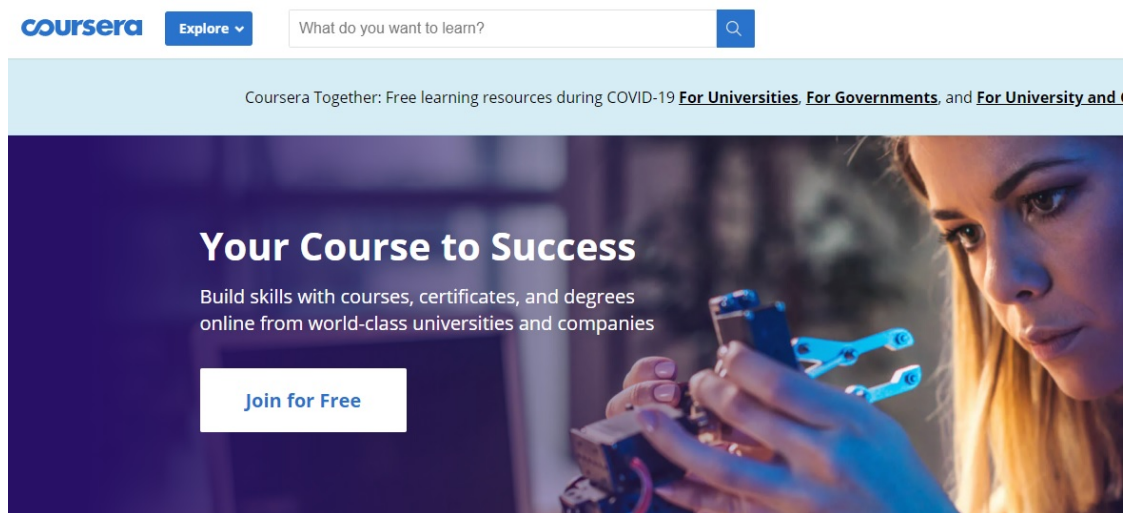 coursera
Explore
What do you want to learn?
Coursera Together: Free learning resources during COVID-19 For Universities, For Governments, and For University and
Your Course to Success
Build skills with courses, certificates, and degrees
online from world-class universities and companies
Join for Free